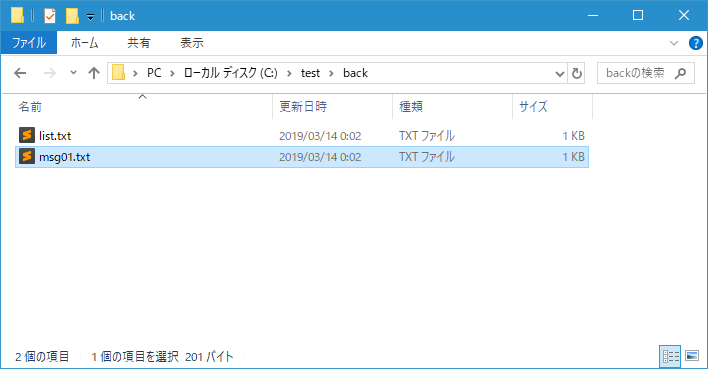 back
ファイル ホーム 共有 表示
PC ローカル ディスク (C:) test back backの検索
名前 更新日時 種類 サイズ
list.txt 2019/03/14 0:02 TXT ファイル 1 KB
msg01.txt 2019/03/14 0:02 TXT ファイル 1 KB
2 個の項目 1 個の項目を選択 201 バイト